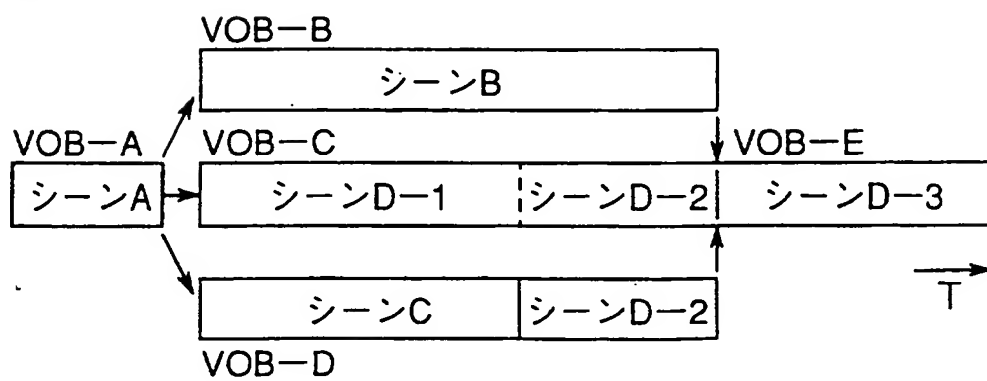 VOB—B
シーンB
VOB—A
VOB—C
VOB—E
シーンA
シーンD—1
シーンD—2
シーンD—3
シーンC
シーンD—2
T
VOB—D